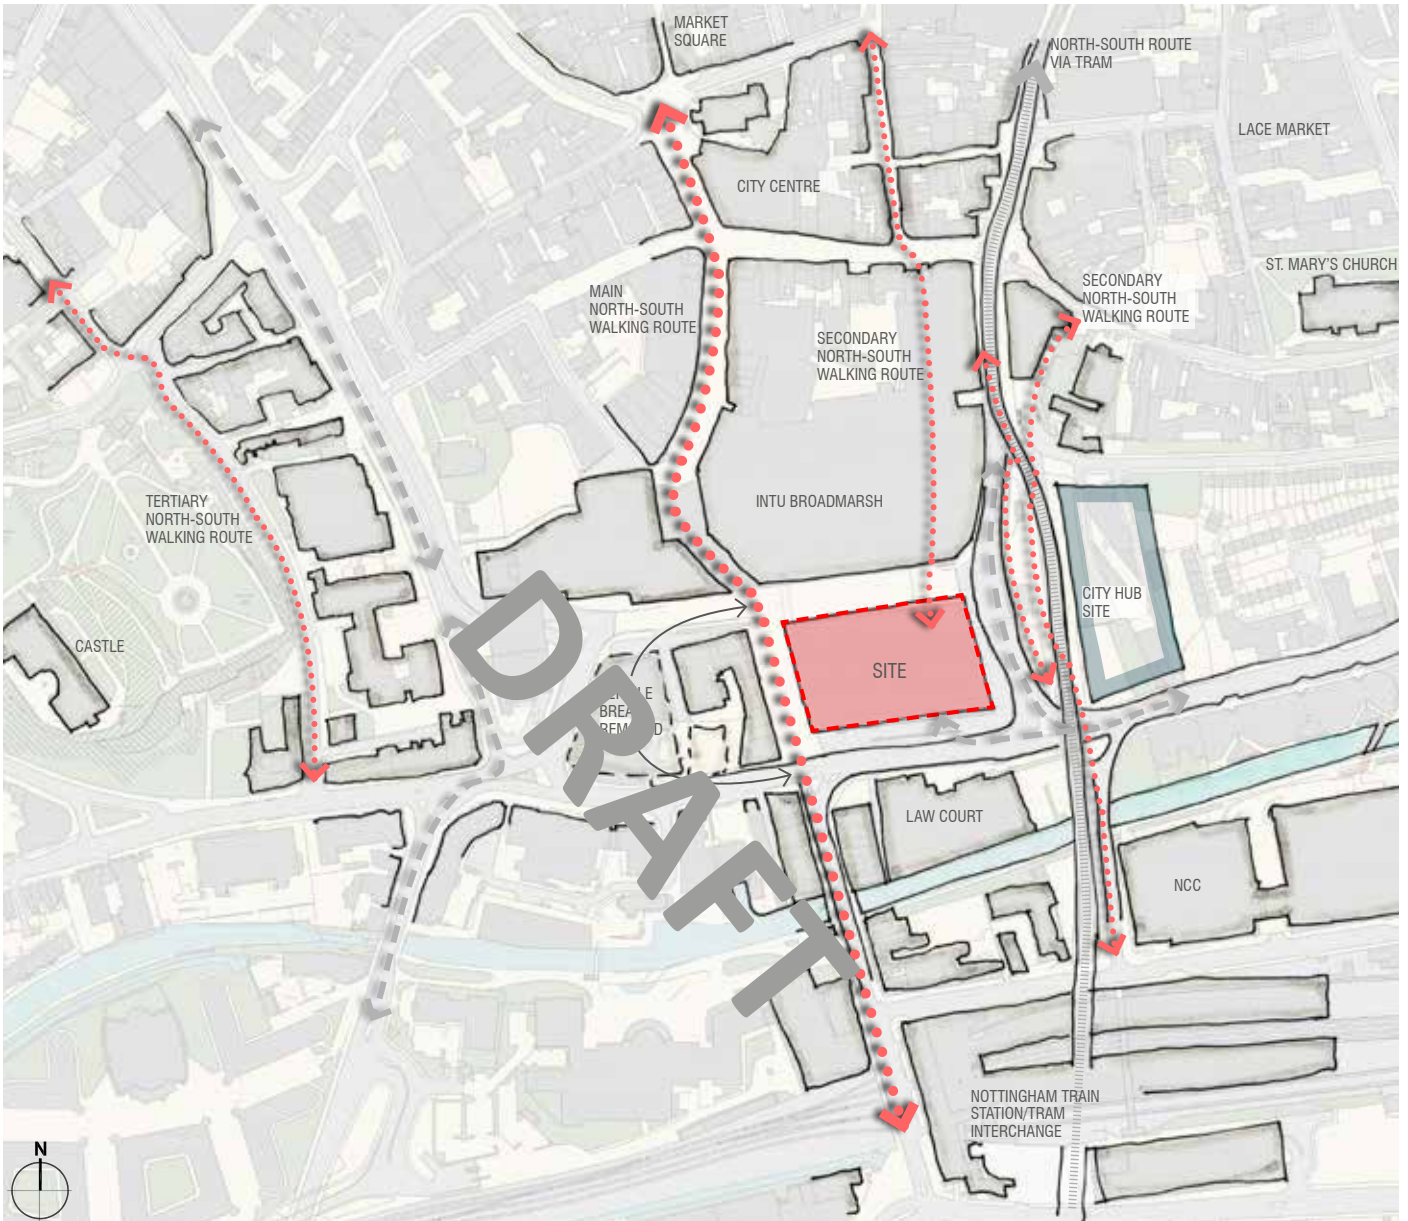 MARKET
SQUARE
NORTH-SOUTH ROUTE
VIA TRAM
LACE MARKET
CITY CENTRE
ST. MARY'S CHURCH
SECONDARY
NORTH-SOUTH
WALKING ROUTE
MAIN
NORTH-SOUTH
WALKING ROUTE
SECONDARY
NORTH-SOUTH
WALKING ROUTE
TERTIARY
NORTH-SOUTH
WALKING ROUTE
INTU BROADMARSH
CITY HUB
SITE
CASTLE
SITE
DRAFT
LAW COURT
NCC
NOTTINGHAM TRAIN
STATION/TRAM
INTERCHANGE
N